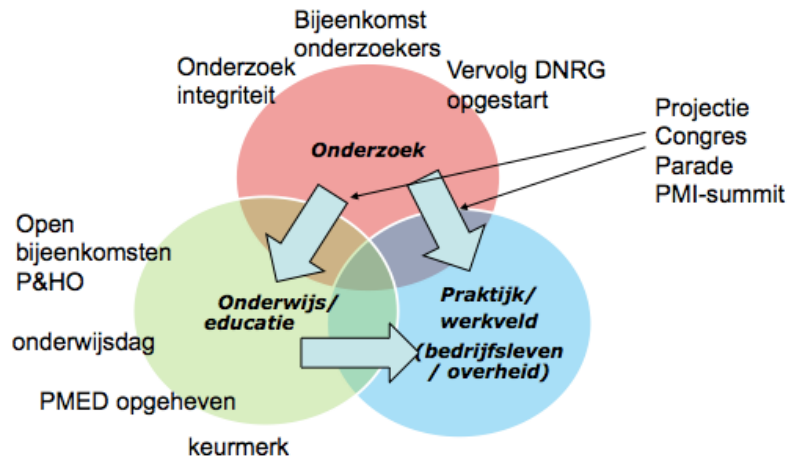 Bijeenkomst
onderzoekers
Onderzoek
integriteit
Vervolg DNRG
opgestart
Projectie
Congres
Parade
PMI-summit
Onderzoek
Open
bijeenkomsten
P&HO
Onderwijs/
educatie
Praktijk/
werkveld
(bedrijfsleven
/ overheid)
onderwijsdag
PMED opgeheven
keurmerk